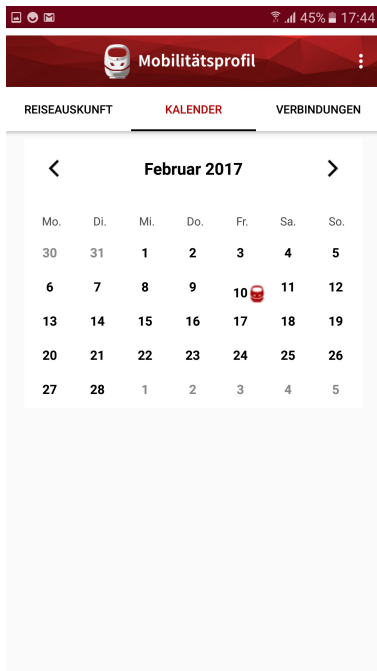 45% 17:44
Mobilitätsprofil
REISEAUSKUNFT KALENDER VERBINDUNGEN
Februar 2017
Mo. Di. Mi. Do. Fr. Sa. So.
30 31 1 2 3 4 5
6 7 8 9 10 11 12
13 14 15 16 17 18 19
20 21 22 23 24 25 26
27 28 1 2 3 4 5